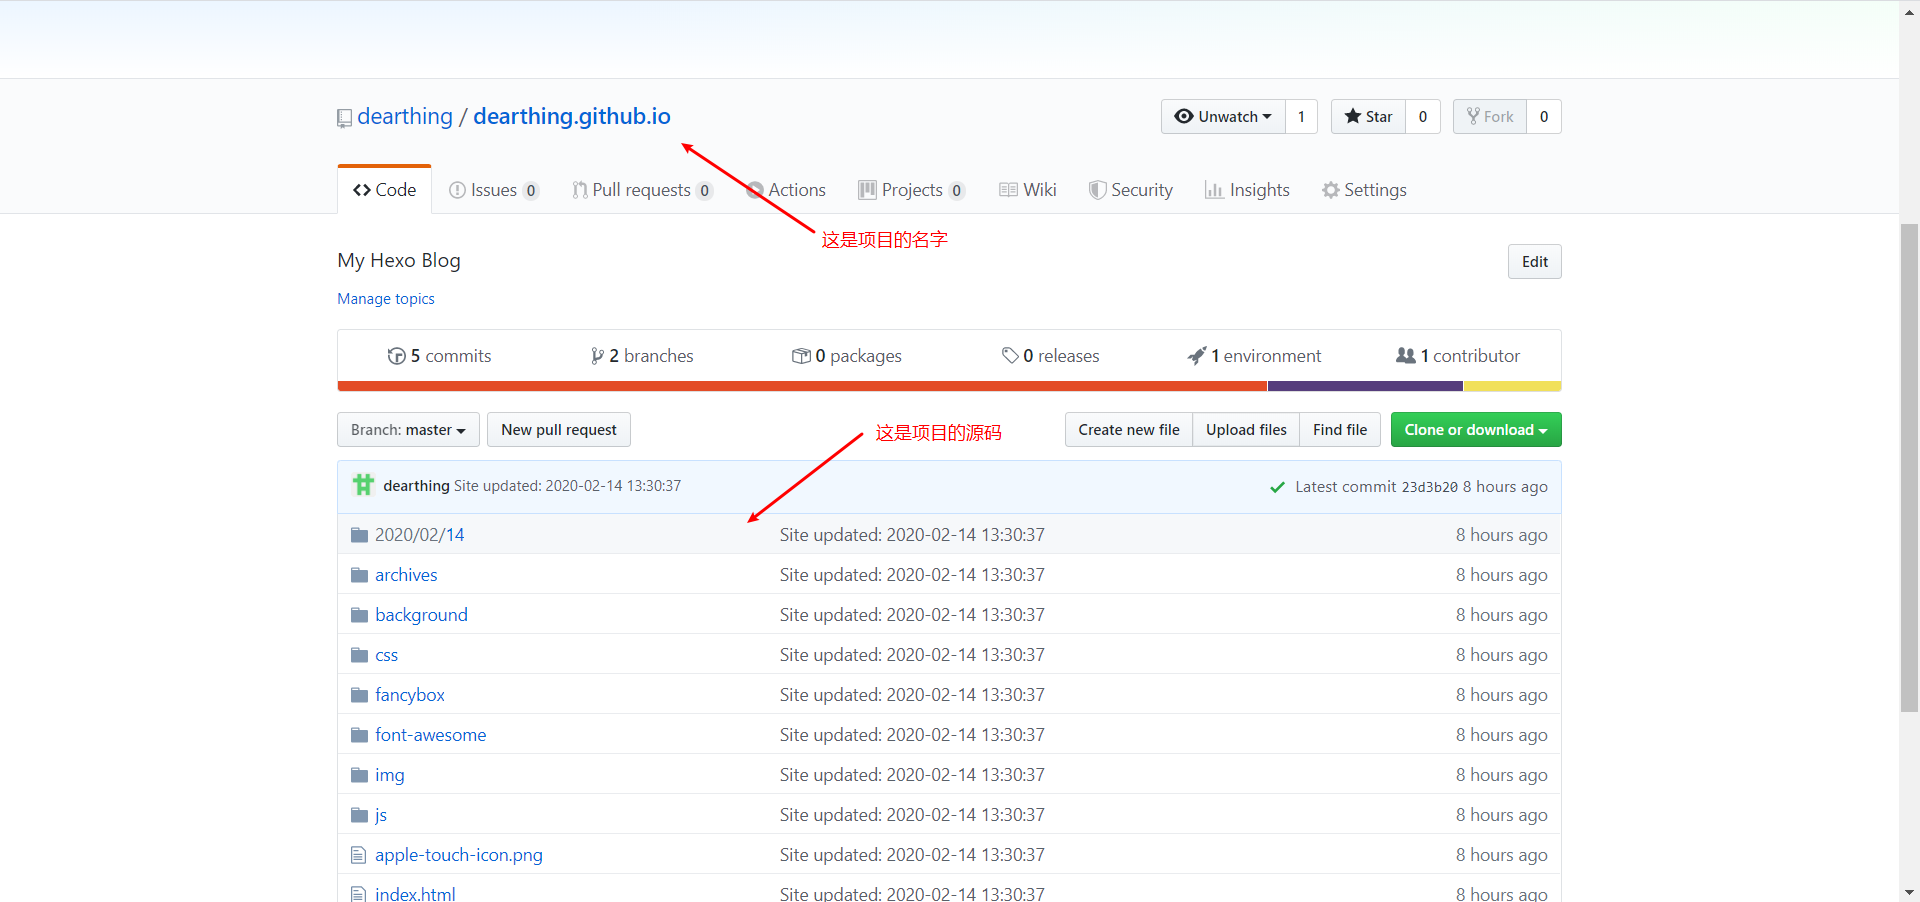 dearthing / dearthing.github.io
Unwatch 1 Star 0 Fork 0
Code Issues 0 Pull requests 0 Actions Projects 0 Wiki Security Insights Settings
这是项目的名字
My Hexo Blog
Edit
Manage topics
5 commits 2 branches 0 packages 0 releases 1 environment 1 contributor
Branch: master New pull request 这是项目的源码 Create new file Upload files Find file Clone or download
dearthing Site updated: 2020-02-14 13:30:37 Latest commit 23d3b20 8 hours ago
2020/02/14 Site updated: 2020-02-14 13:30:37 8 hours ago
archives Site updated: 2020-02-14 13:30:37 8 hours ago
background Site updated: 2020-02-14 13:30:37 8 hours ago
css Site updated: 2020-02-14 13:30:37 8 hours ago
fancybox Site updated: 2020-02-14 13:30:37 8 hours ago
font-awesome Site updated: 2020-02-14 13:30:37 8 hours ago
img Site updated: 2020-02-14 13:30:37 8 hours ago
js Site updated: 2020-02-14 13:30:37 8 hours ago
apple-touch-icon.png Site updated: 2020-02-14 13:30:37 8 hours ago
index.html Site updated: 2020-02-14 13:30:37 8 hours ago